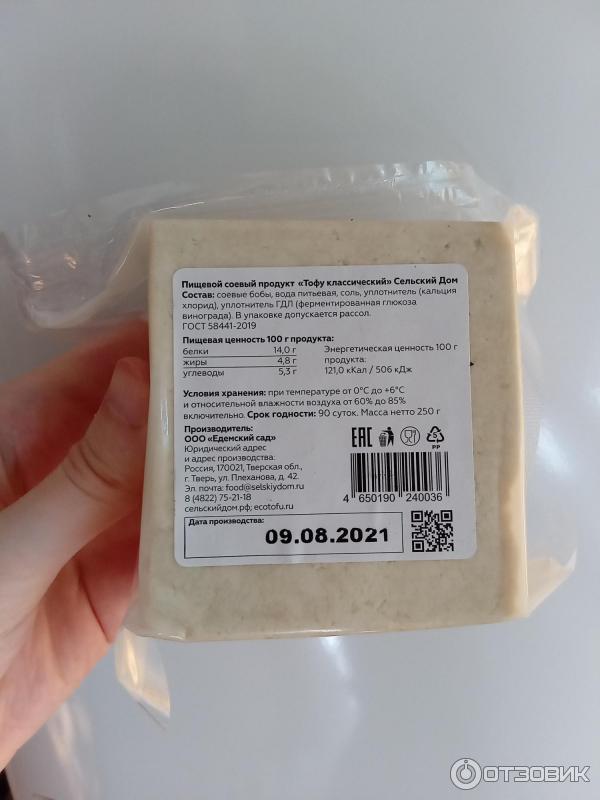 Пищевой соевый продукт «Тофу классический» Сельский Дом
Состав: соевые бобы, вода питьевая, соль, уплотнитель (кальция
хлорид), уплотнитель ГДЛ (ферментированная глюкоза
винограда). В упаковке допускается рассол.
ГОСТ 58441-2019
Пищевая ценность 100 г продукта:
белки 14,0 г
жиры 4,8 г
углеводы 5,3 г
Энергетическая ценность 100 г
продукта:
121,0 кКал / 506 кДж
Условия хранения: при температуре от 0°С до +6°С
и относительной влажности воздуха от 60% до 85%
включительно. Срок годности: 90 суток. Масса нетто 250 г
Производитель:
ООО «Едемский сад»
Юридический адрес
и адрес производства:
Россия, 170021, Тверская обл.,
г. Тверь, ул. Плеханова, д. 42.
Эл. почта: food@selskiydom.ru
8 (4822) 75-21-18
сельскийдом.рф; ecotofu.ru
EAC
PP
4 650190 240036
Дата производства:
09.08.2021
ОТЗОВИК